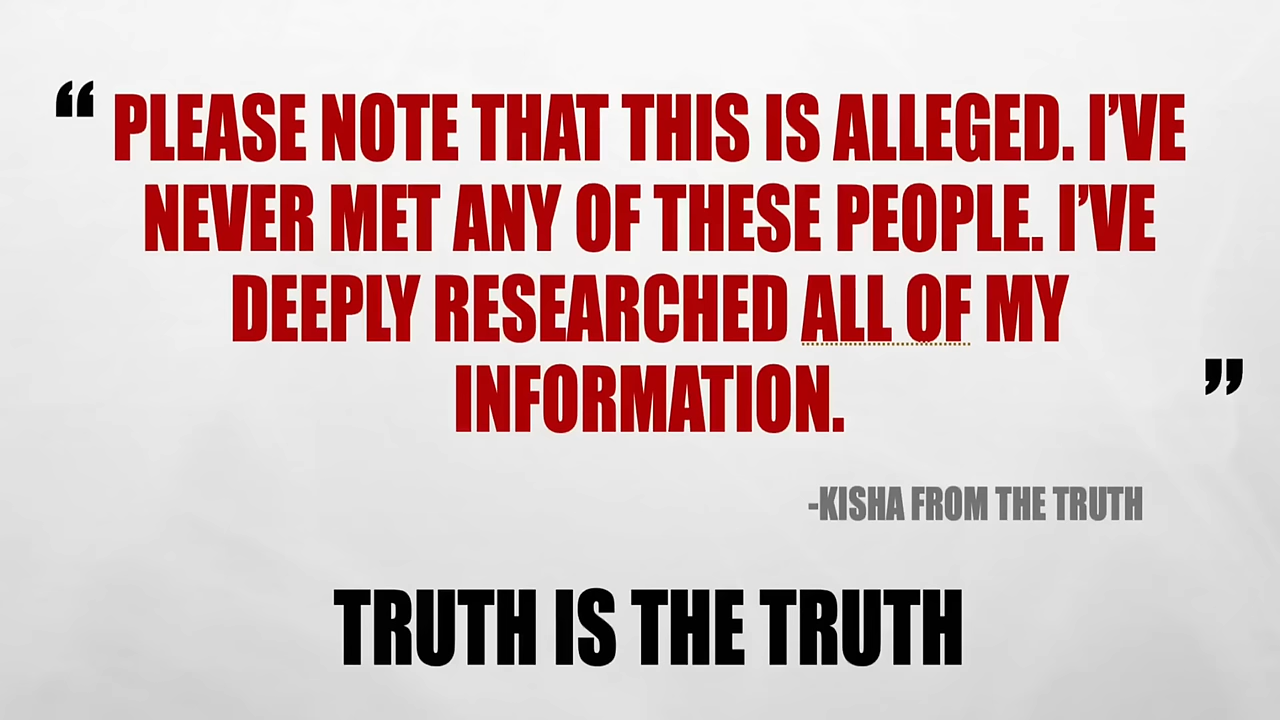 “ PLEASE NOTE THAT THIS IS ALLEGED. I’VE
NEVER MET ANY OF THESE PEOPLE. I’VE
DEEPLY RESEARCHED ALL OF MY
INFORMATION. ”
-KISHA FROM THE TRUTH
TRUTH IS THE TRUTH